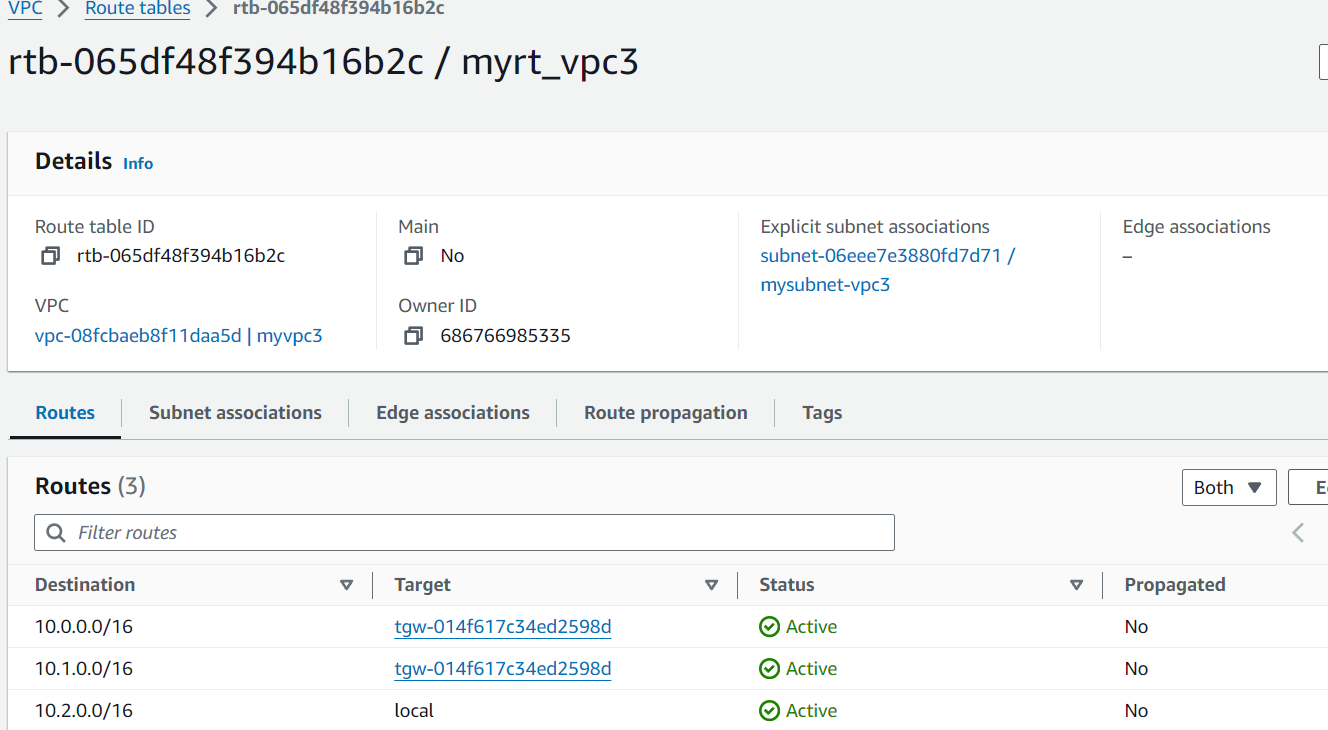 VPC > Route tables > rtb-065df48f394b16b2c
rtb-065df48f394b16b2c / myrt_vpc3
Details Info
Route table ID
rtb-065df48f394b16b2c
Main
No
Explicit subnet associations
subnet-06eee7e3880fd7d71 /
mysubnet-vpc3
Edge associations
–
VPC
vpc-08fcbaeb8f11daa5d | myvpc3
Owner ID
686766985335
Routes Subnet associations Edge associations Route propagation Tags
Routes (3)
Both
Filter routes
Destination Target Status Propagated
10.0.0.0/16 tgw-014f617c34ed2598d Active No
10.1.0.0/16 tgw-014f617c34ed2598d Active No
10.2.0.0/16 local Active No